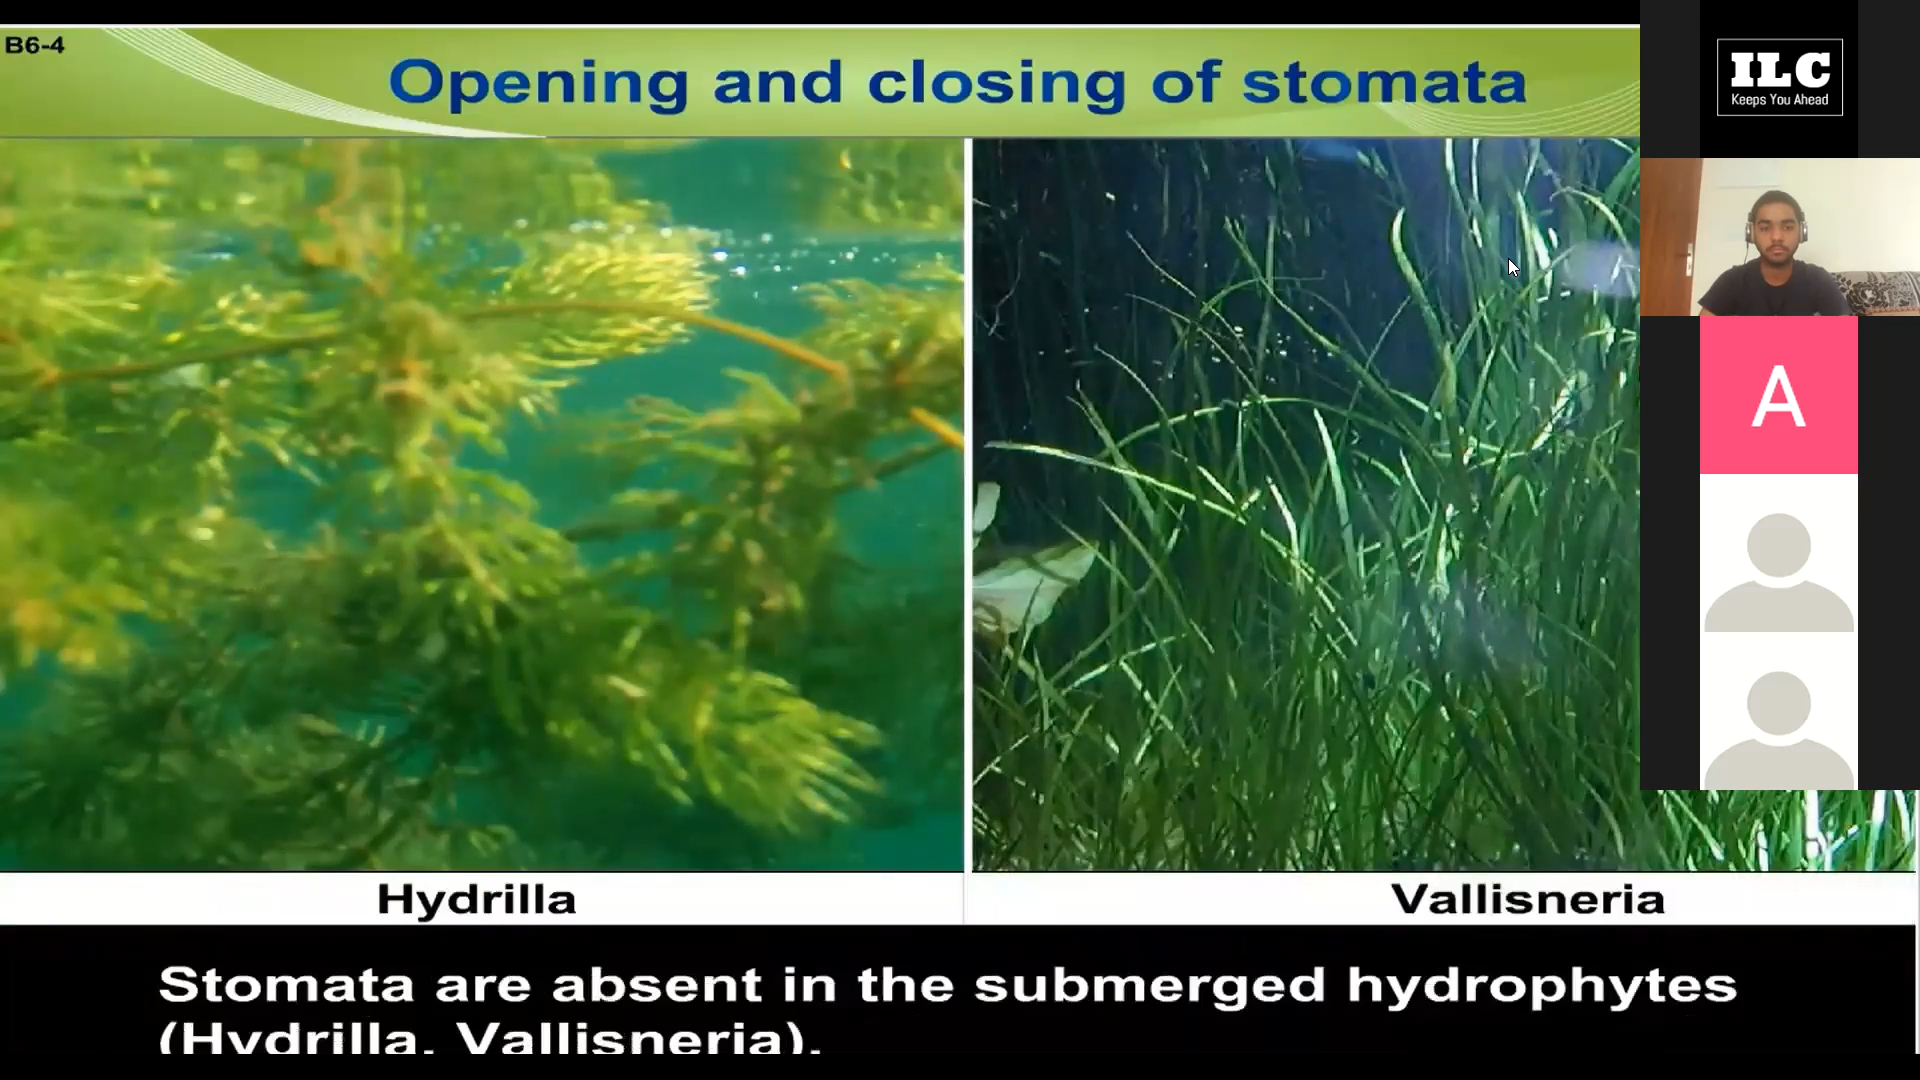 B6-4
Opening and closing of stomata
ILC
Keeps You Ahead
A
Hydrilla
Vallisneria
Stomata are absent in the submerged hydrophytes
(Hydrilla, Vallisneria).